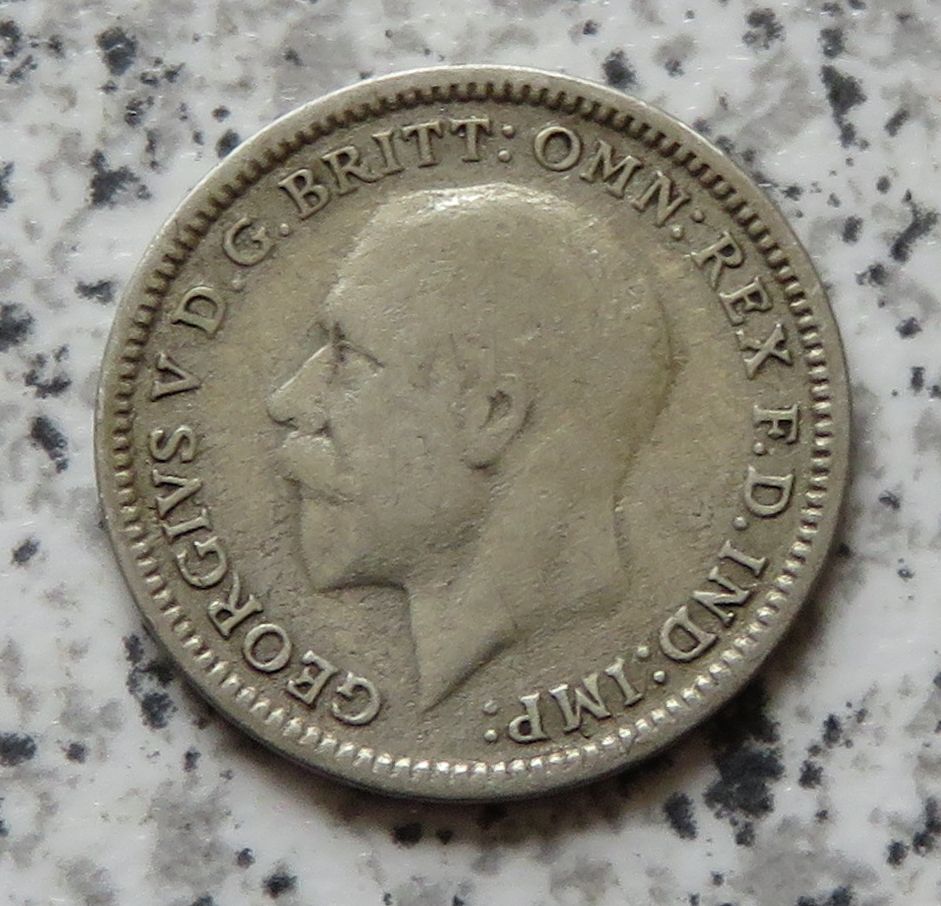 GEORGIVS V D.G.BRITT: OMN: REX F.D.IND:IMP: